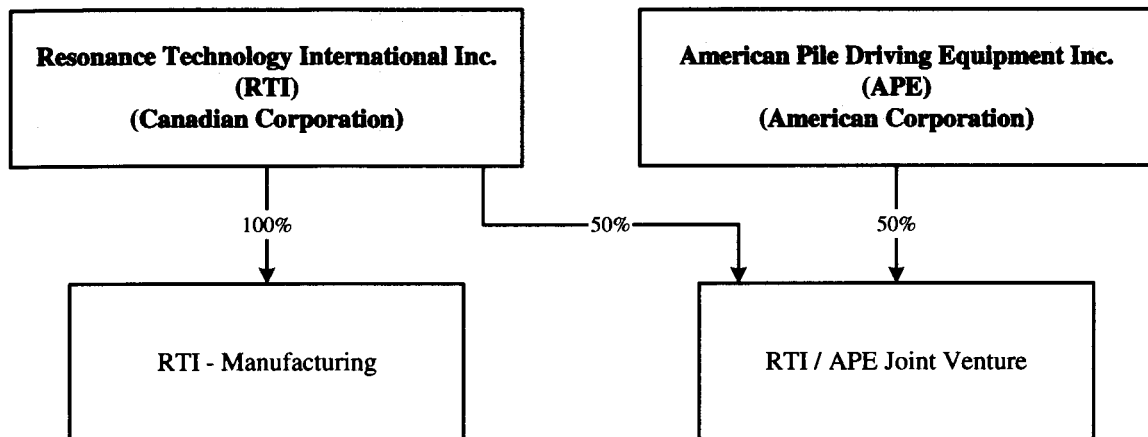 Resonance Technology International Inc.
(RTI)
(Canadian Corporation)
American Pile Driving Equipment Inc.
(APE)
(American Corporation)
100%
50%
50%
RTI - Manufacturing
RTI / APE Joint Venture